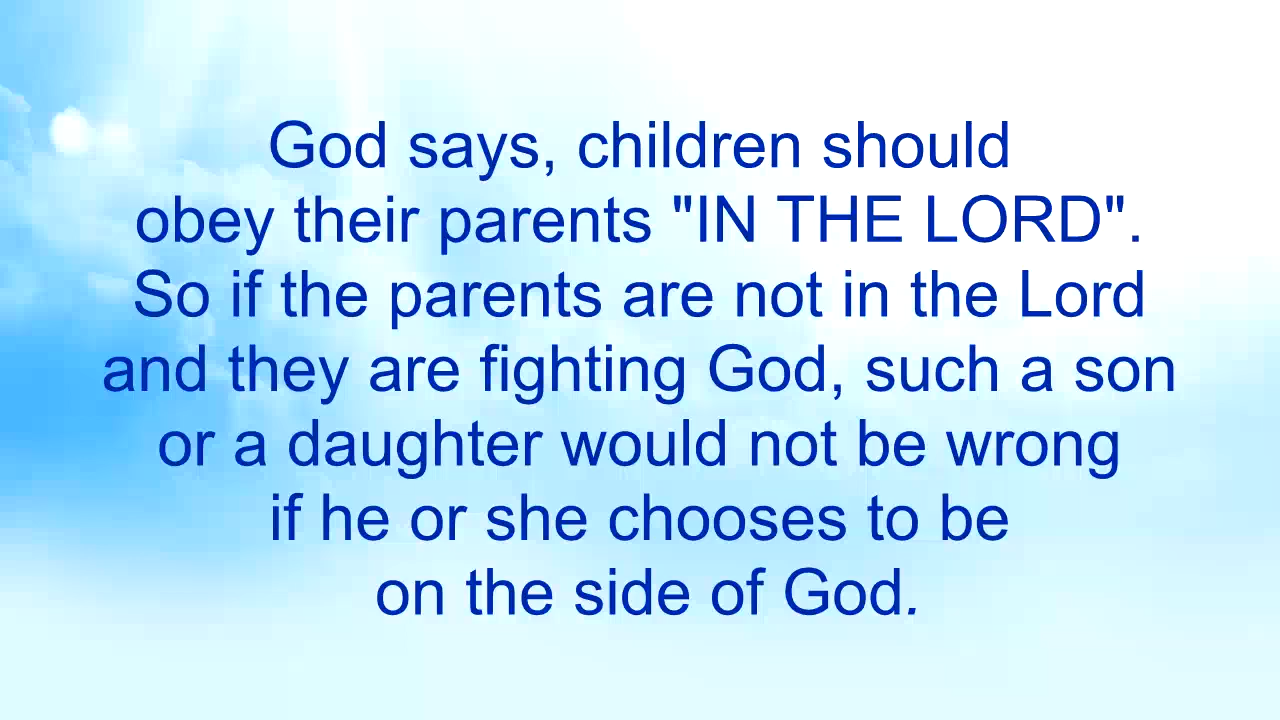 God says, children should
obey their parents "IN THE LORD".
So if the parents are not in the Lord
and they are fighting God, such a son
or a daughter would not be wrong
if he or she chooses to be
on the side of God.